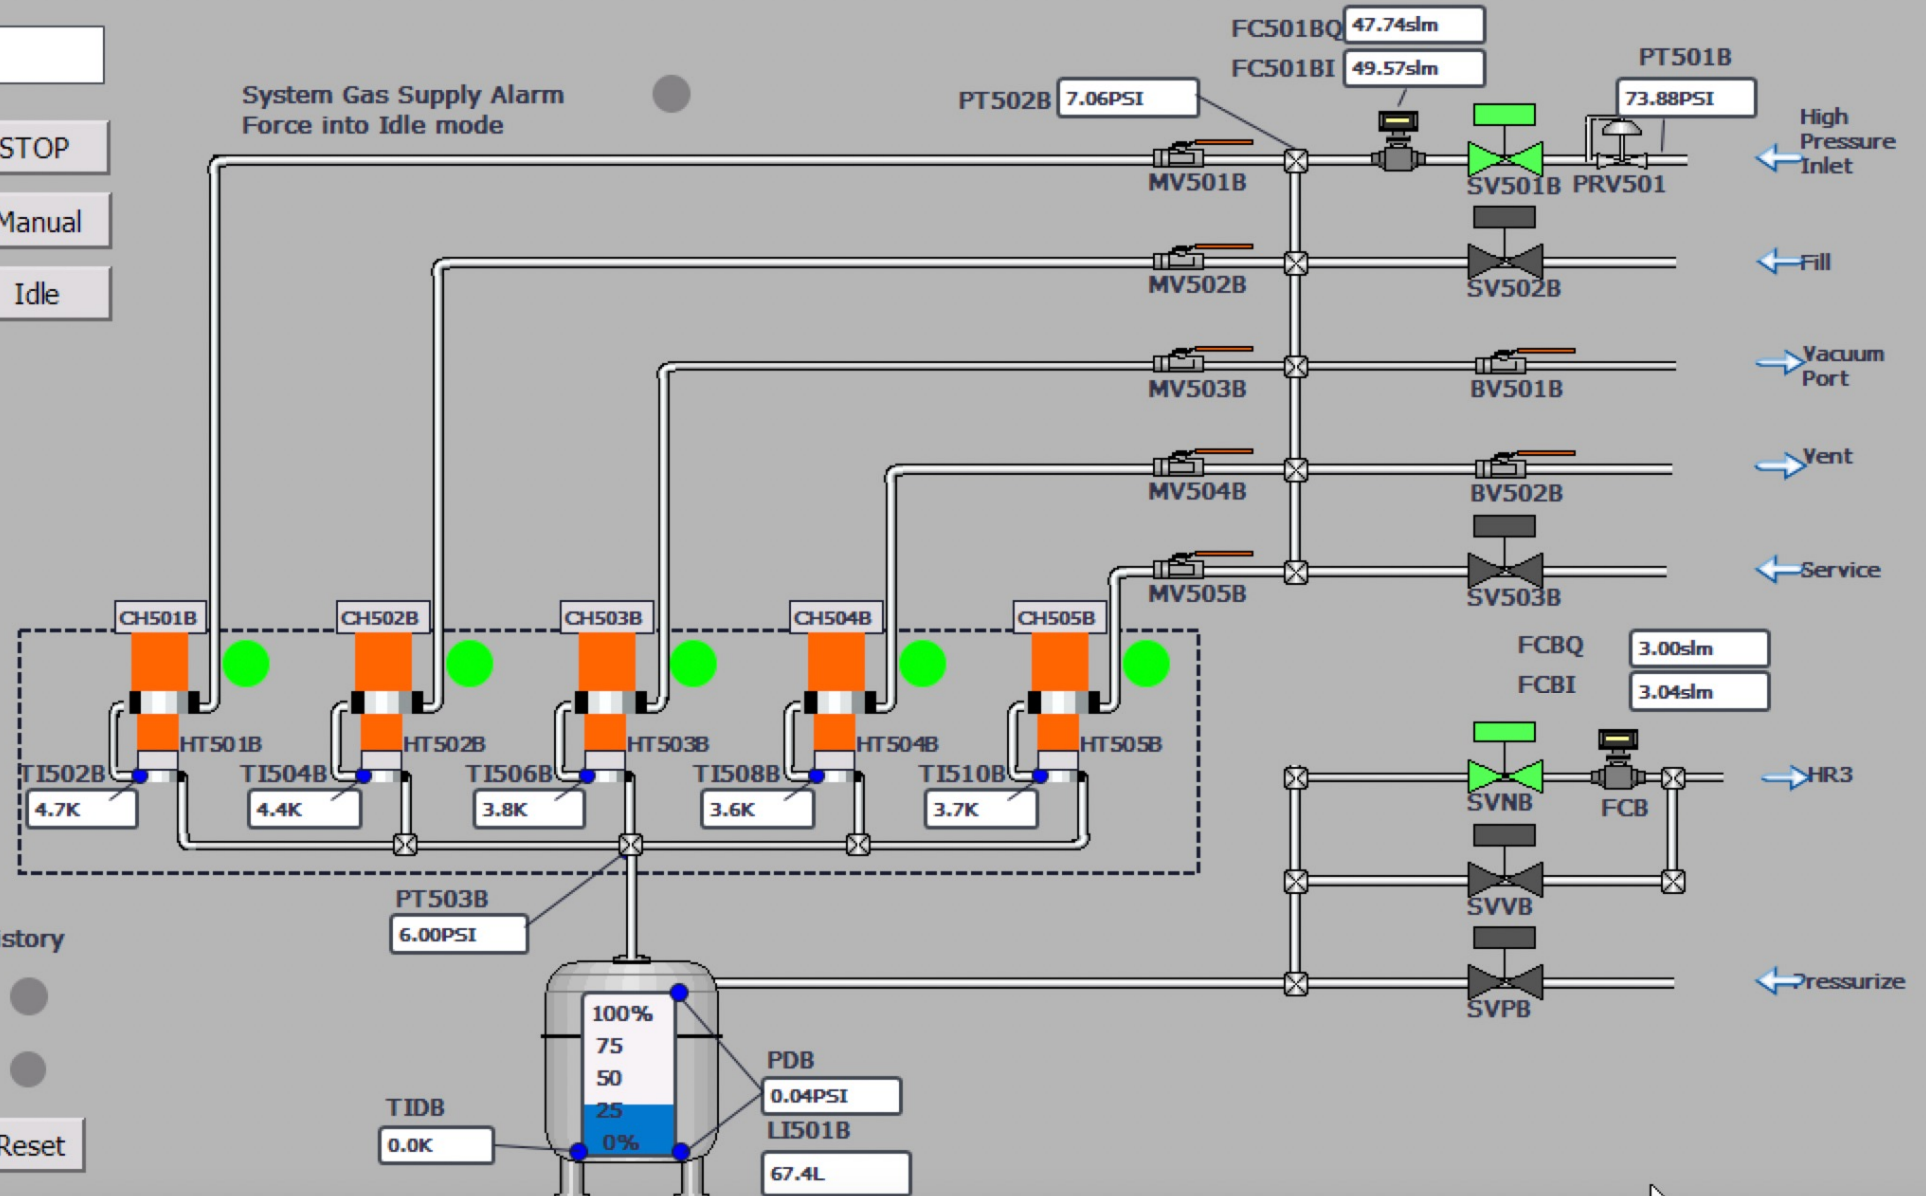 FC501BQ 47.74slm
FC501BI 49.57slm
PT501B
73.88PSI
System Gas Supply Alarm
Force into Idle mode
PT502B 7.06PSI
High
Pressure
Inlet
STOP
MV501B
SV501B PRV501
Manual
Fill
MV502B
SV502B
Idle
Vacuum
Port
MV503B
BV501B
Vent
MV504B
BV502B
Service
MV505B
SV503B
CH501B CH502B CH503B CH504B CH505B
FCBQ 3.00slm
FCBI 3.04slm
HT501B HT502B HT503B HT504B HT505B
TI502B TI504B TI506B TI508B TI510B
4.7K 4.4K 3.8K 3.6K 3.7K
HR3
SVNB
FCB
PT503B
6.00PSI
SVVB
istory
Pressurize
SVPB
100%
75
50
25
0%
PDB
0.04PSI
TIDB
0.0K
LI501B
67.4L
Reset